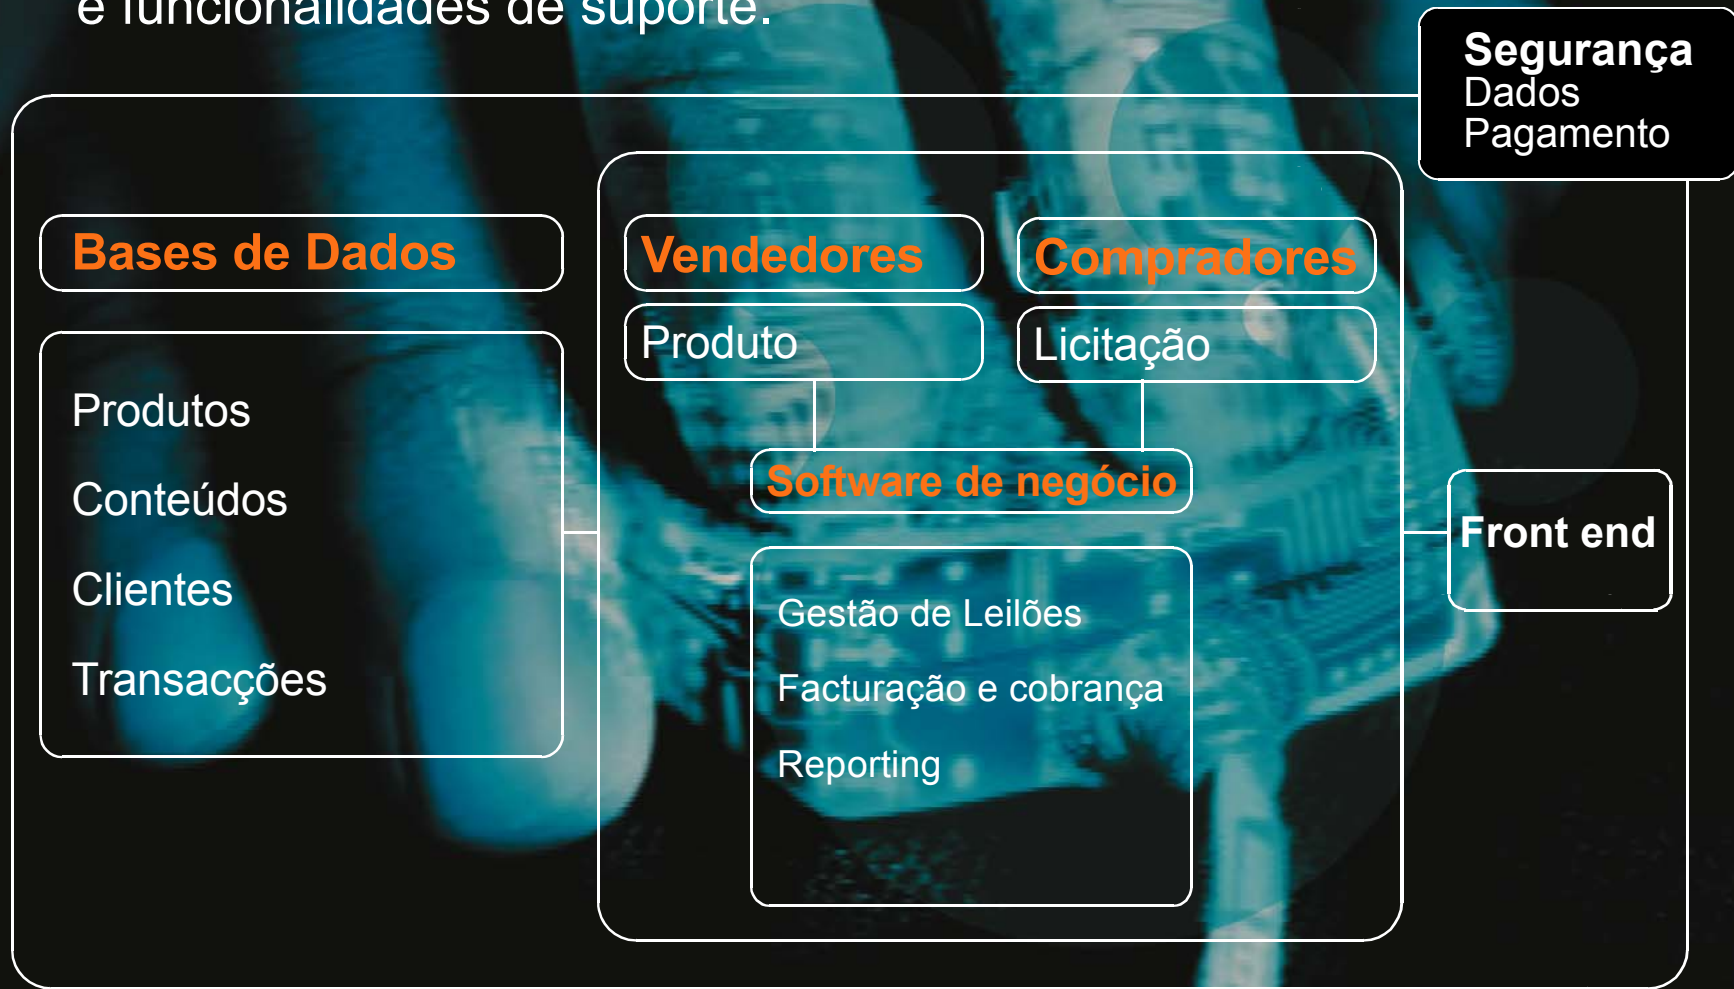 e funcionalidades de suporte.
Segurança
Dados
Pagamento
Bases de Dados
Produtos
Conteúdos
Clientes
Transacções
Vendedores
Produto
Compradores
Licitação
Software de negócio
Gestão de Leilões
Facturação e cobrança
Reporting
Front end